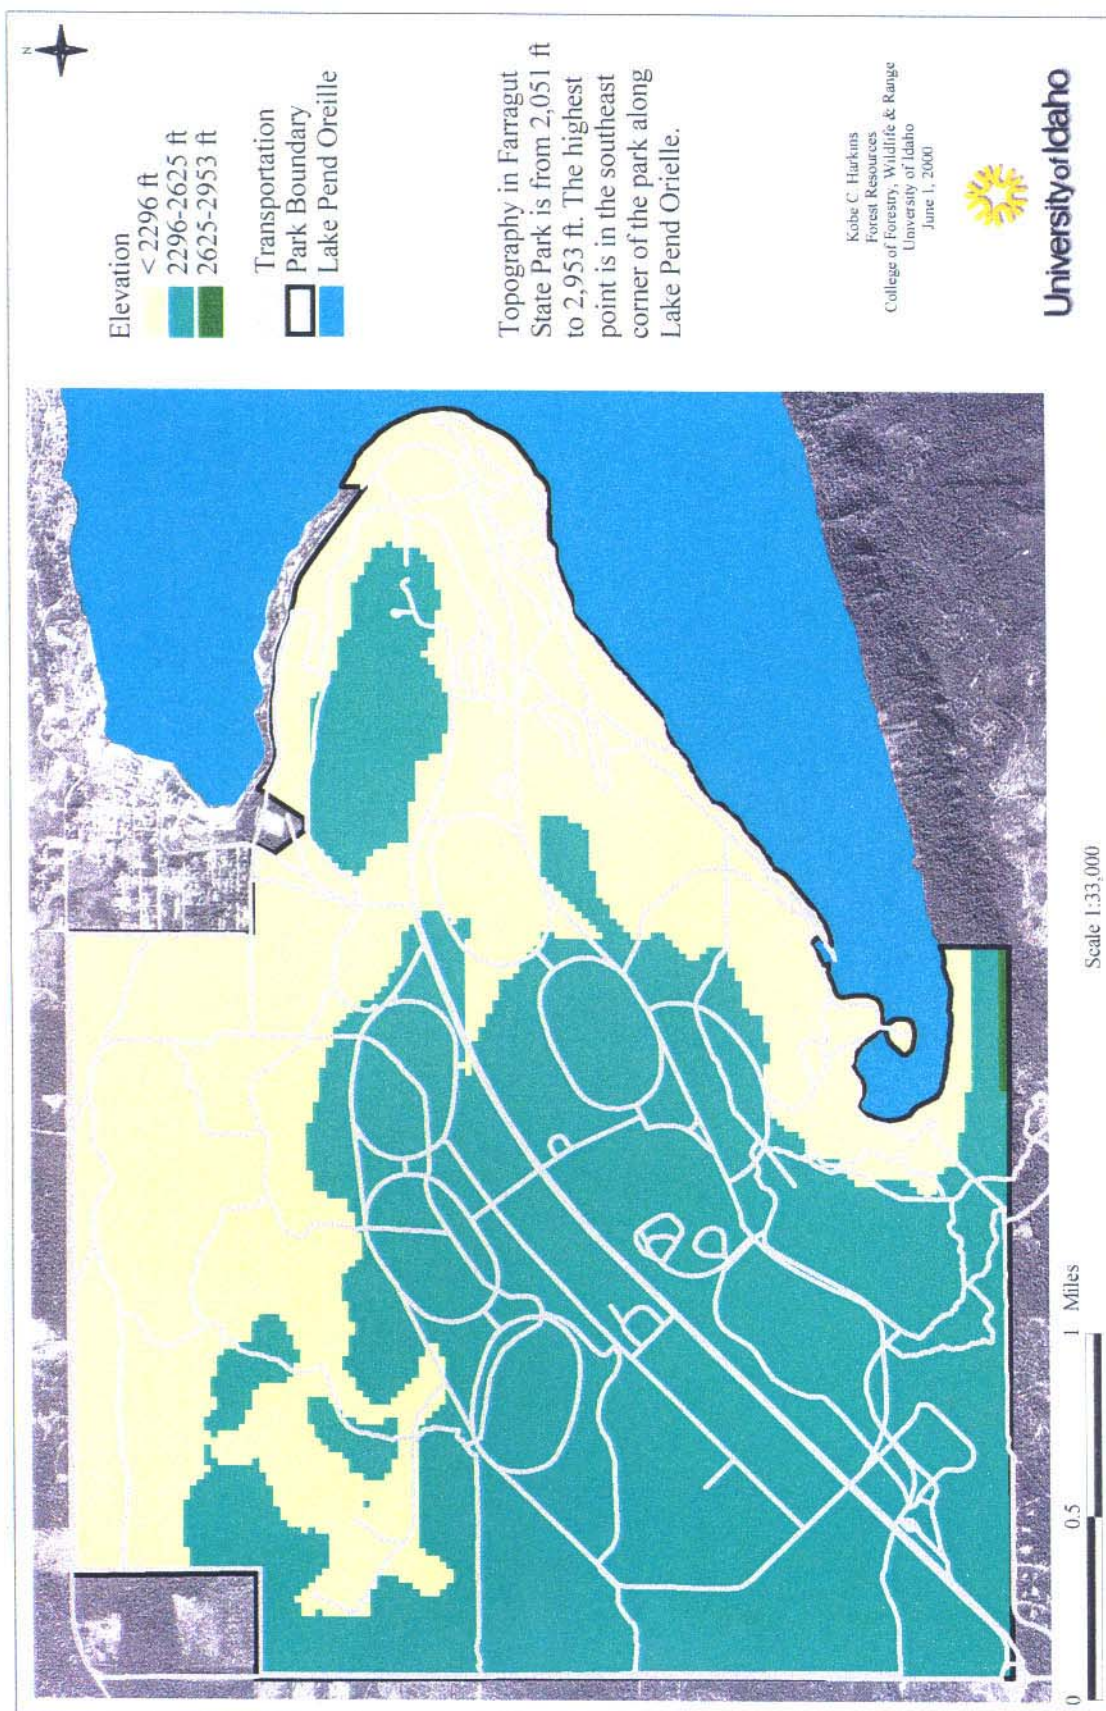 N
Elevation
< 2296 ft
2296-2625 ft
2625-2953 ft
Transportation
Park Boundary
Lake Pend Oreille
Topography in Farragut
State Park is from 2,051 ft
to 2,953 ft. The highest
point is in the southeast
corner of the park along
Lake Pend Orielle.
Kobe C. Harkins
Forest Resources
College of Forestry, Wildlife & Range
University of Idaho
June 1, 2000
University of Idaho
0 0.5 1 Miles
Scale 1:33,000